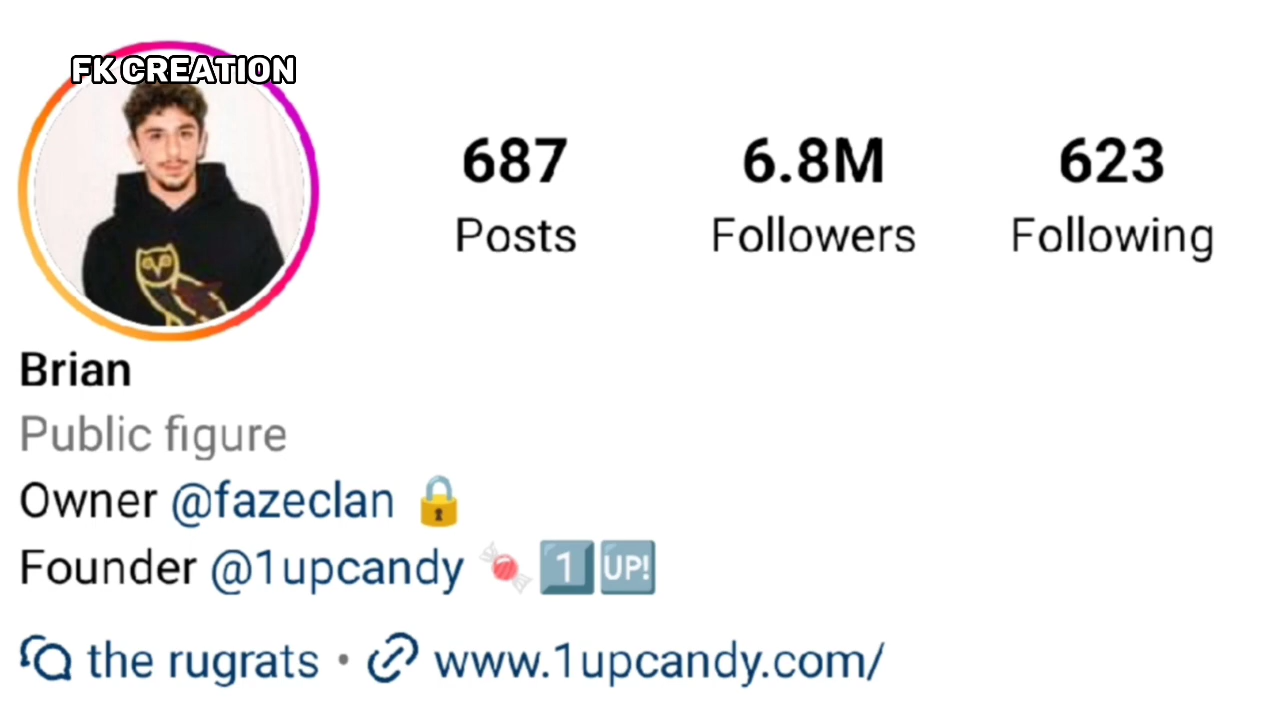 FK CREATION
687 6.8M 623
Posts Followers Following
Brian
Public figure
Owner @fazeclan 🔒
Founder @1upcandy 🍬 1️⃣ 🆙
the rugrats • www.1upcandy.com/